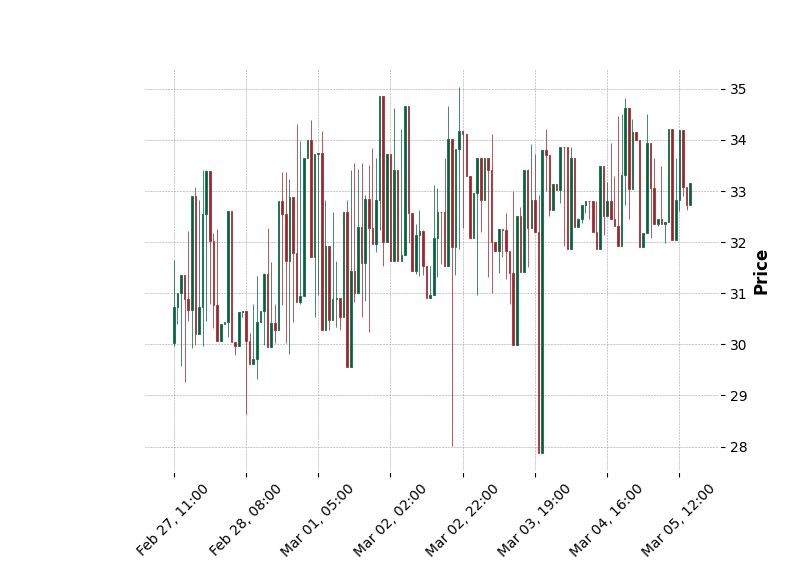 35
34
33
32
31
30
29
28
Price
Feb 27, 11:00
Feb 28, 08:00
Mar 01, 05:00
Mar 02, 02:00
Mar 02, 22:00
Mar 03, 19:00
Mar 04, 16:00
Mar 05, 12:00